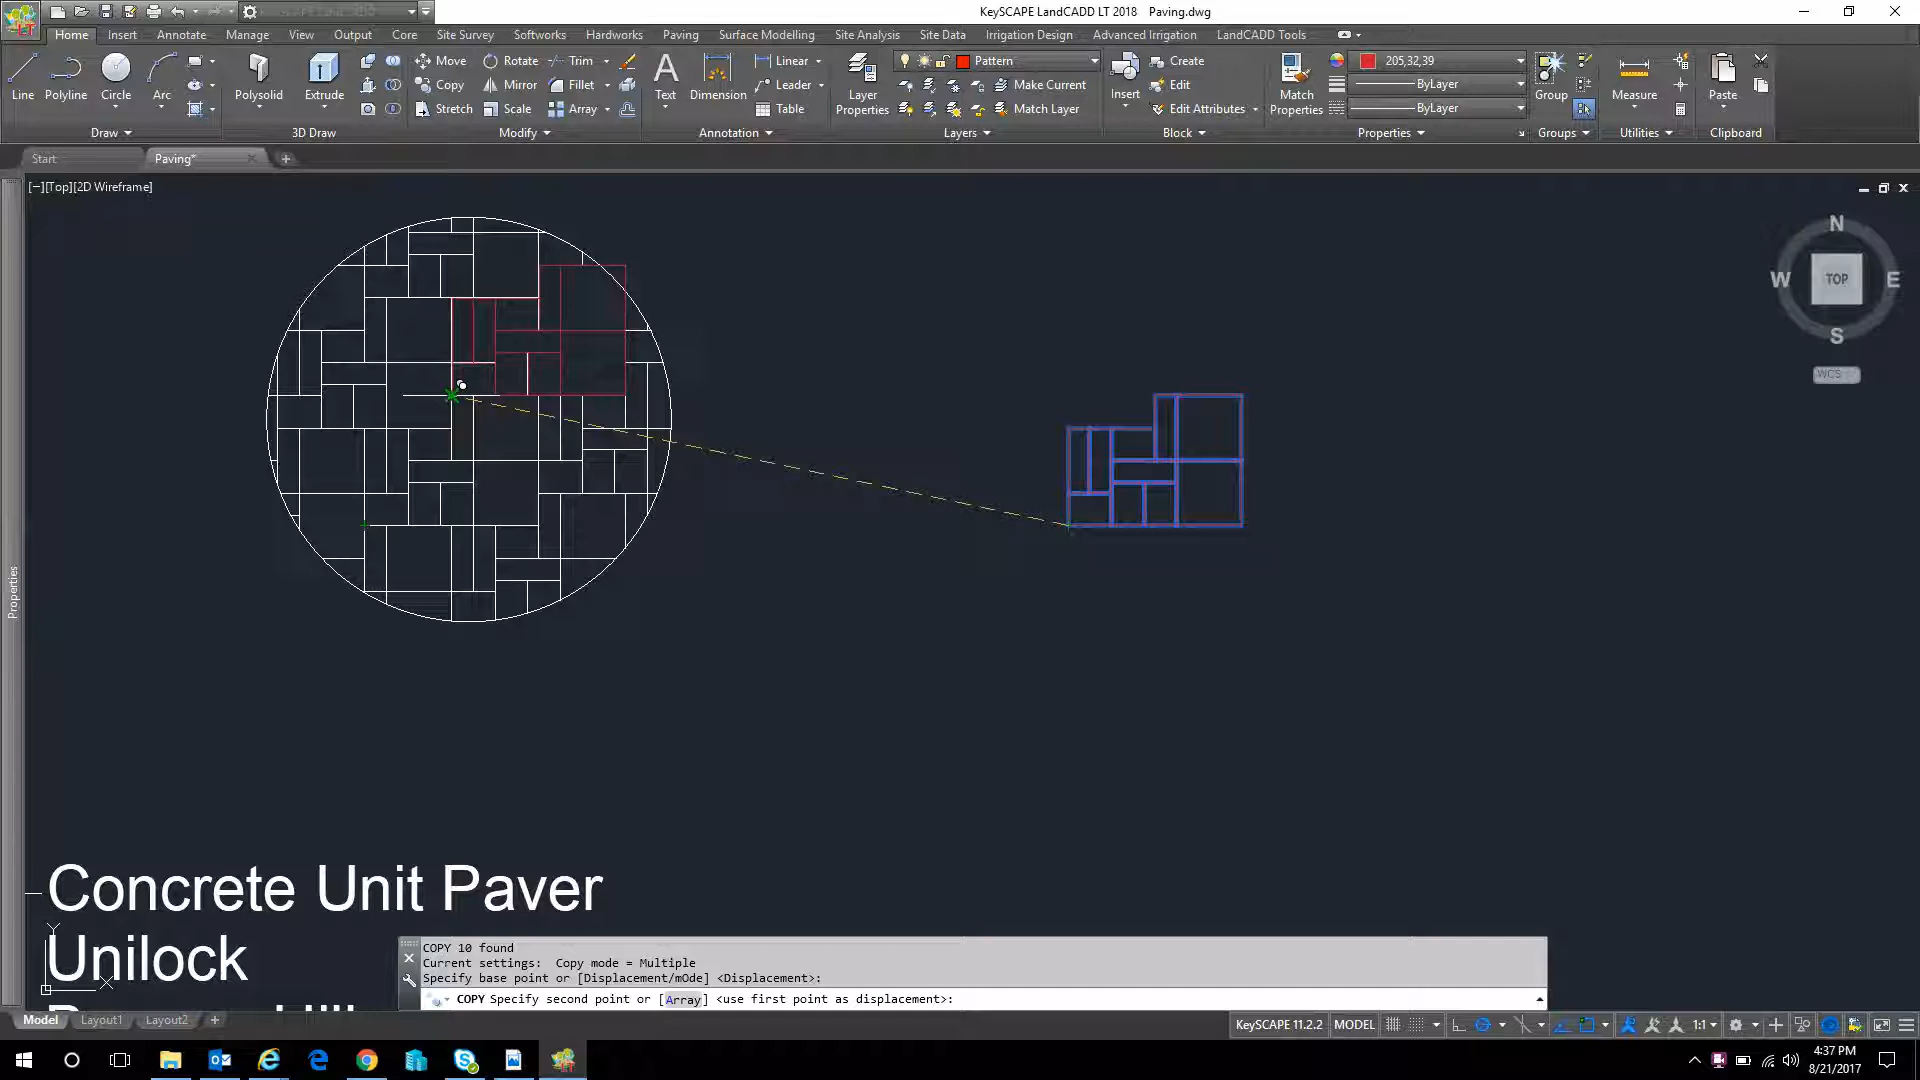 KeySCAPE LandCADD LT 2018 Paving.dwg
Home Insert Annotate Manage View Output Core Site Survey Softworks Hardworks Paving Surface Modelling Site Analysis Site Data Irrigation Design Advanced Irrigation LandCADD Tools
Move Rotate Trim Linear Pattern Create 205,32,39
Line Polyline Circle Arc Polysolid Extrude Copy Mirror Fillet Text Dimension Leader Layer Properties Make Current Insert Edit Match Properties ByLayer Group Measure Paste
Stretch Scale Array Table Match Layer Edit Attributes ByLayer
Draw 3D Draw Modify Annotation Layers Block Properties Groups Utilities Clipboard
Start Paving*
[−][Top][2D Wireframe]
N
W TOP E
S
WCS
Properties
Concrete Unit Paver
Unilock
Y
X
COPY 10 found
Current settings: Copy mode = Multiple
Specify base point or [Displacement/mOde] <Displacement>:
COPY Specify second point or [Array] <use first point as displacement>:
Model Layout1 Layout2
KeySCAPE 11.2.2 MODEL 1:1
4:37 PM
8/21/2017